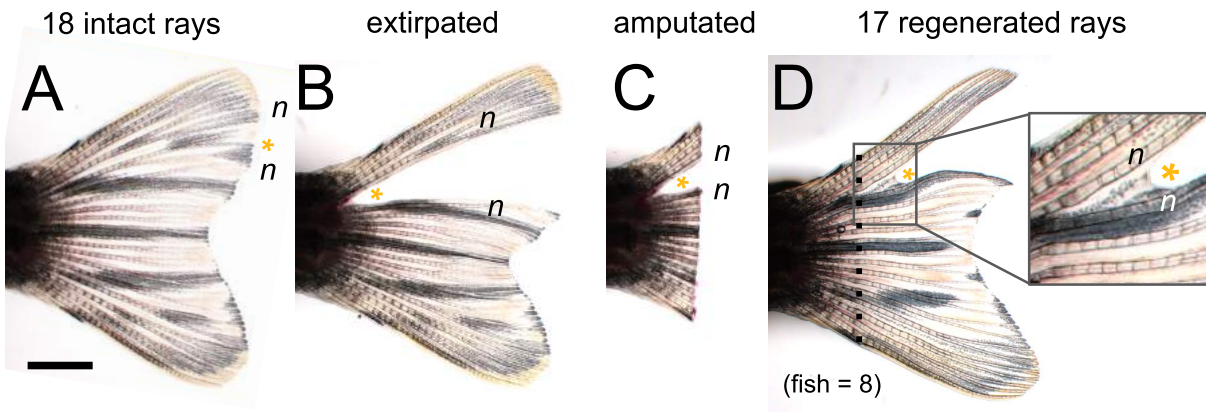 18 intact rays
extirpated
amputated
17 regenerated rays
A
n
*
n
B
n
*
n
C
n
*
n
D
*
n
*
n
(fish = 8)